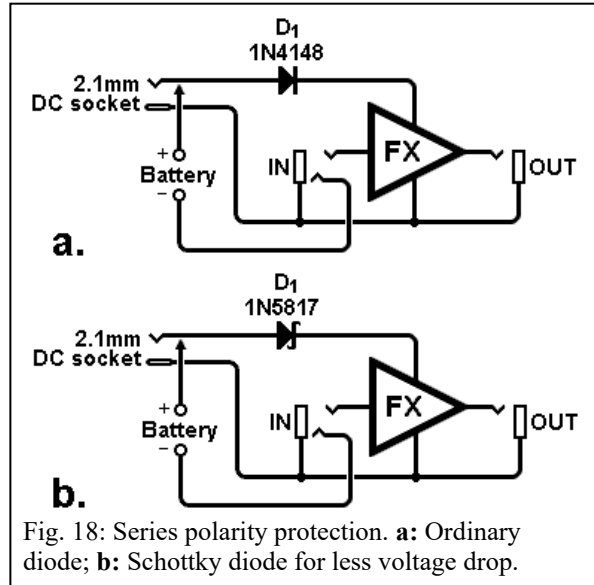 D1
1N4148
2.1mm
DC socket
+
Battery
−
IN
FX
OUT
a.
D1
1N5817
2.1mm
DC socket
+
Battery
−
IN
FX
OUT
b.
Fig. 18: Series polarity protection. a: Ordinary
diode; b: Schottky diode for less voltage drop.